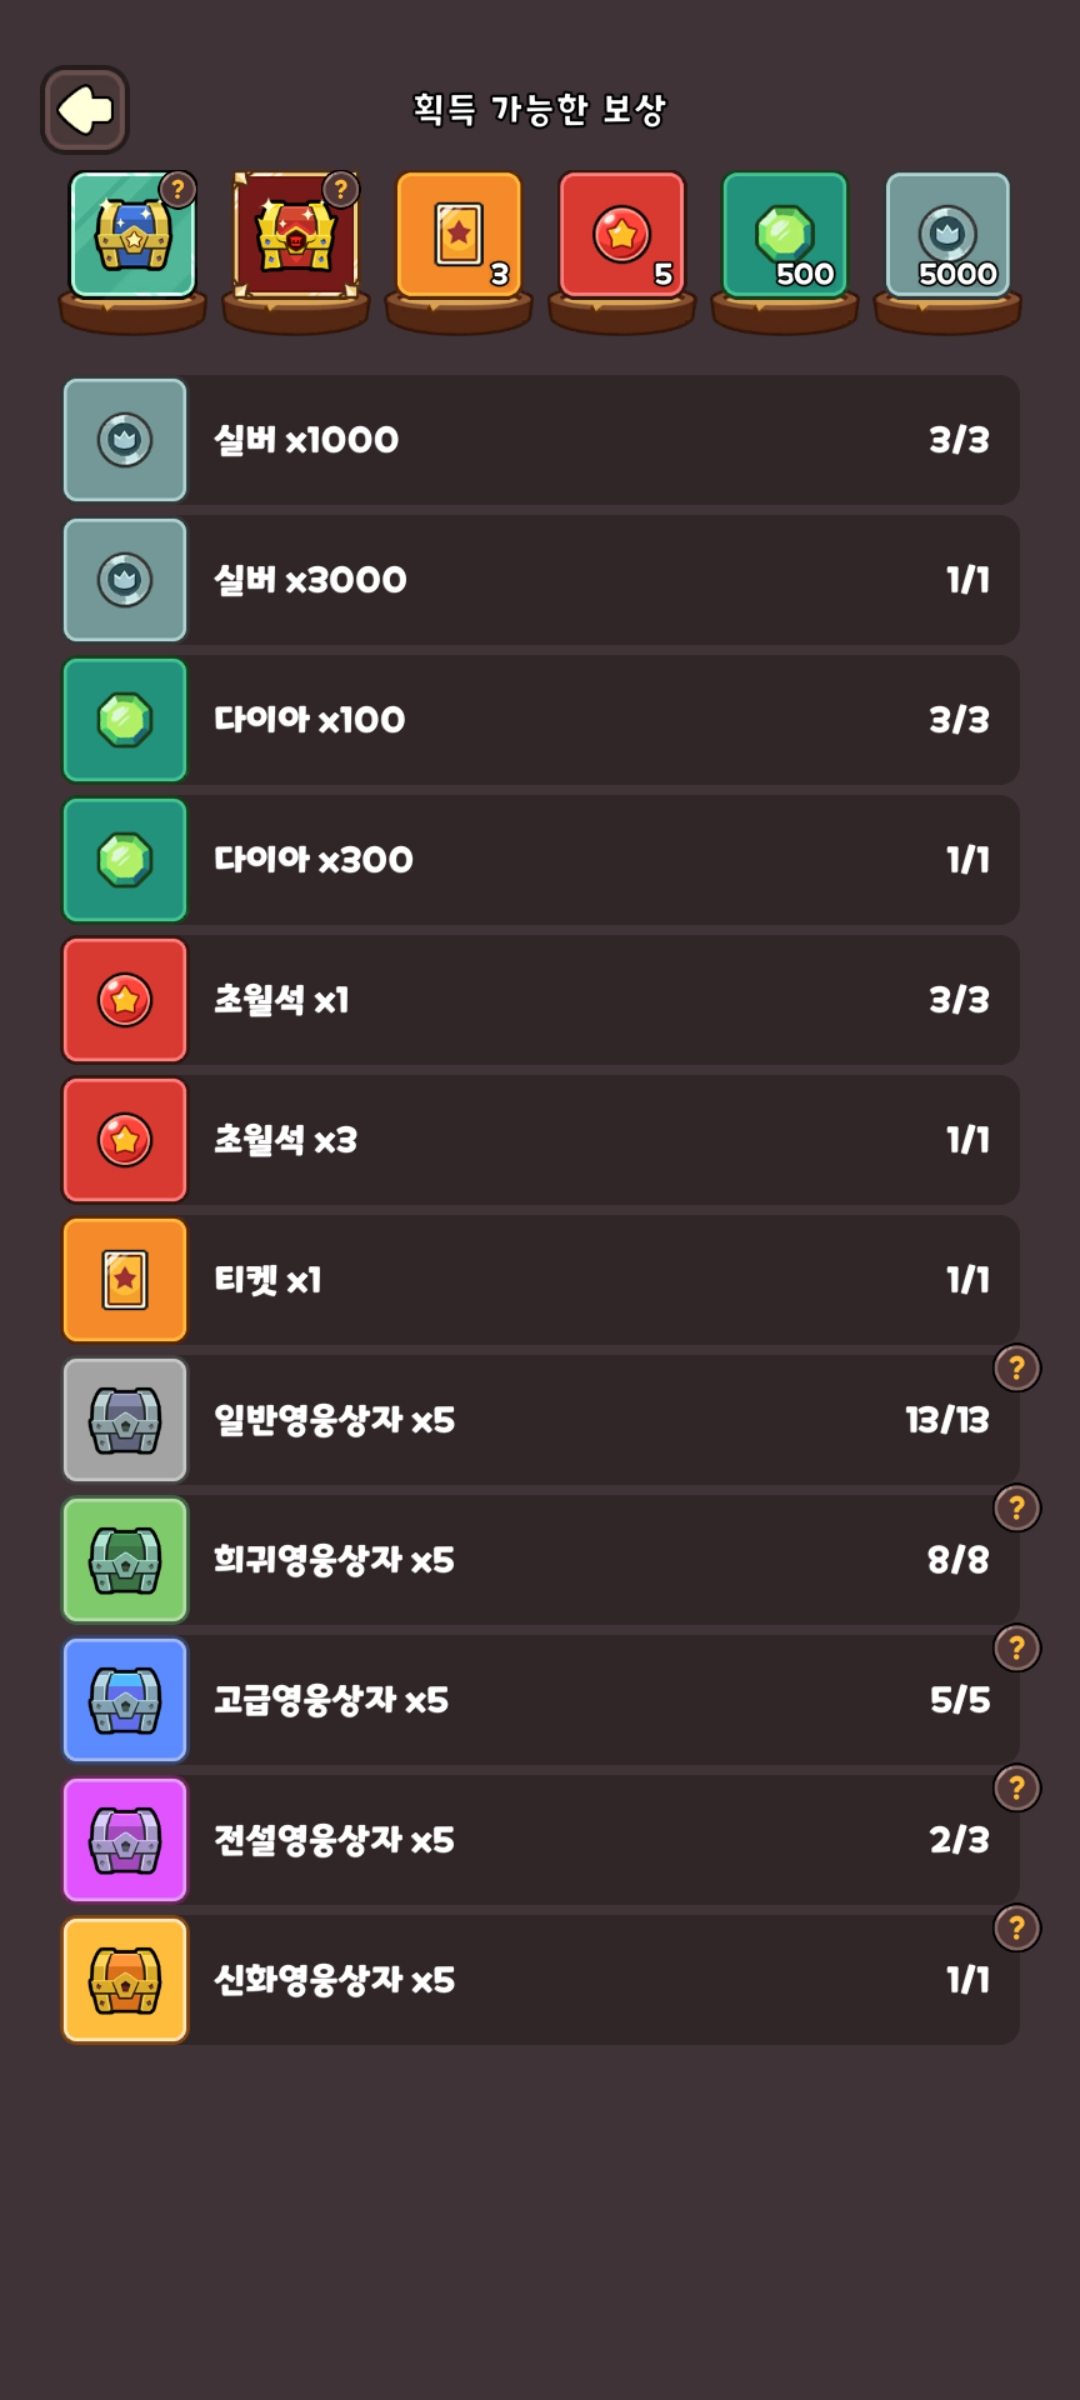 획득 가능한 보상
? ? 3 5 500 5000
실버 x1000 3/3
실버 x3000 1/1
다이아 x100 3/3
다이아 x300 1/1
초월석 x1 3/3
초월석 x3 1/1
티켓 x1 1/1
?
일반영웅상자 x5 13/13
?
희귀영웅상자 x5 8/8
?
고급영웅상자 x5 5/5
?
전설영웅상자 x5 2/3
?
신화영웅상자 x5 1/1